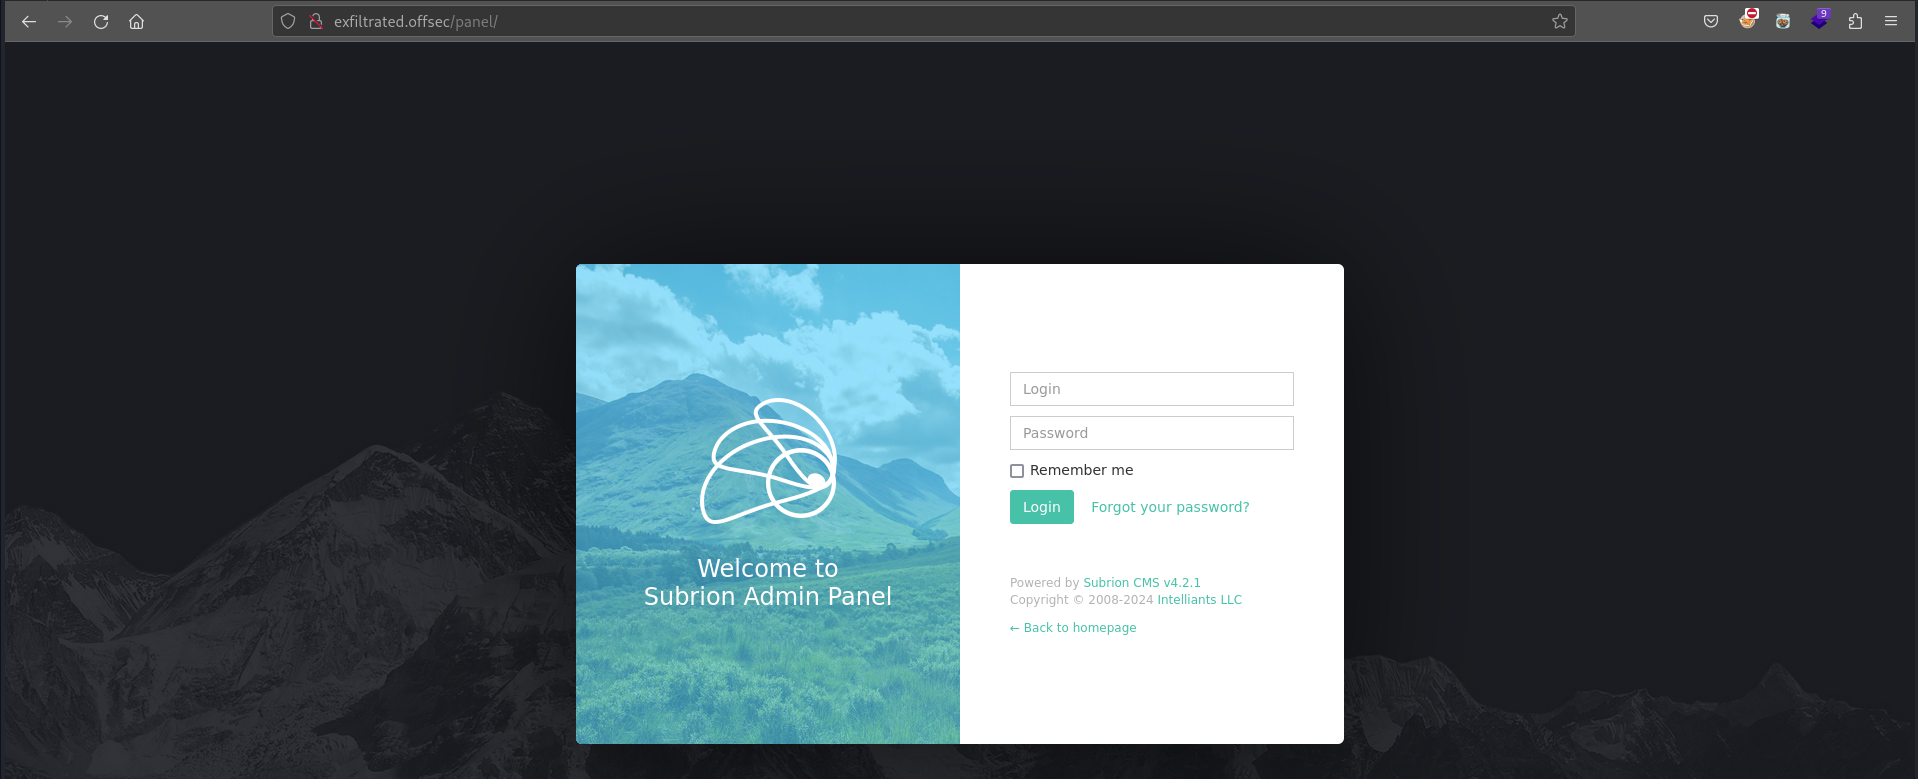 exfiltrated.offsec/panel/
9
Welcome to
Subrion Admin Panel
Login
Password
Remember me
Login Forgot your password?
Powered by Subrion CMS v4.2.1
Copyright © 2008-2024 Intelliants LLC
← Back to homepage